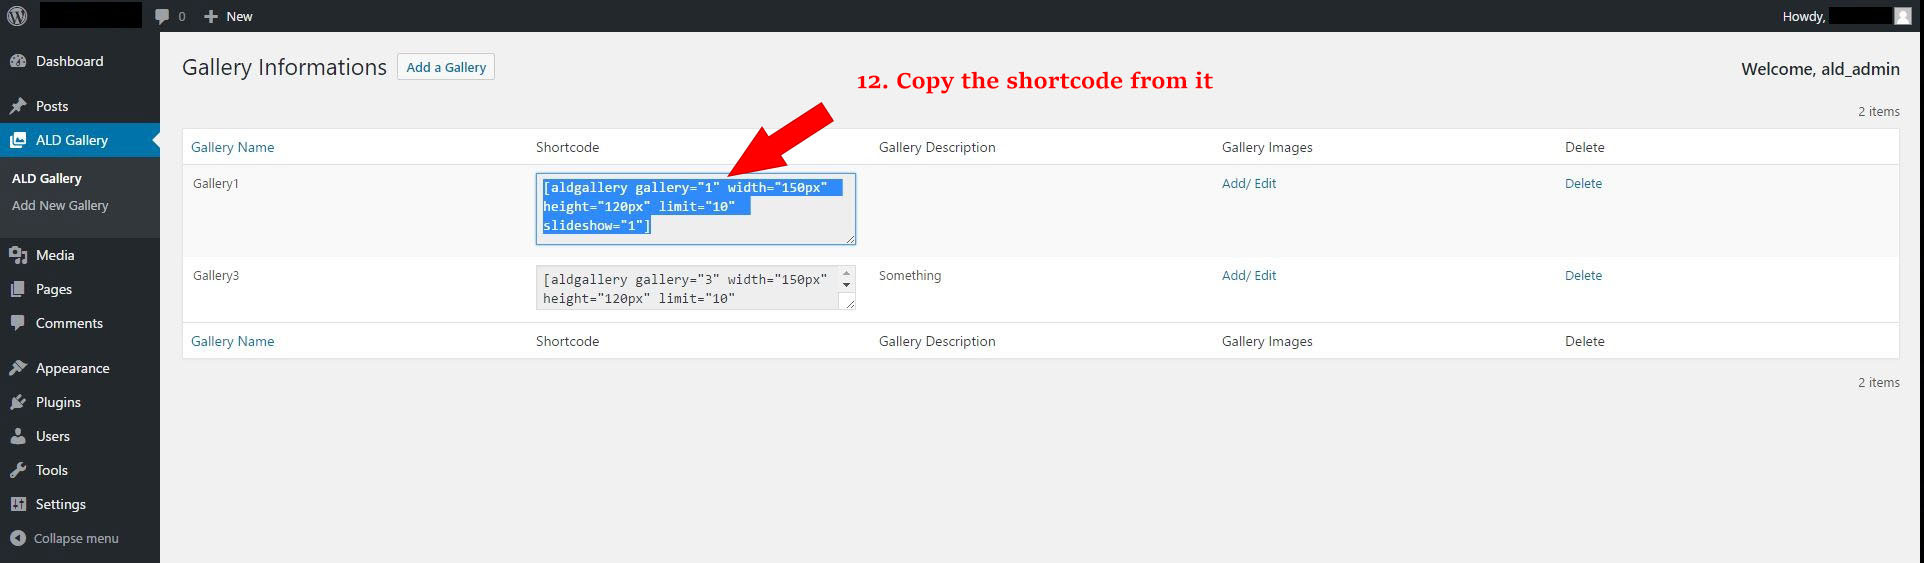 0 New
Howdy,
Dashboard
Posts
ALD Gallery
ALD Gallery
Add New Gallery
Media
Pages
Comments
Appearance
Plugins
Users
Tools
Settings
Collapse menu
Gallery Informations Add a Gallery
12. Copy the shortcode from it
Welcome, ald_admin
2 items
Gallery Name Shortcode Gallery Description Gallery Images Delete
Gallery1
[aldgallery gallery="1" width="150px"
height="120px" limit="10"
slideshow="1"]
Add/ Edit Delete
Gallery3
[aldgallery gallery="3" width="150px"
height="120px" limit="10"
Something Add/ Edit Delete
Gallery Name Shortcode Gallery Description Gallery Images Delete
2 items